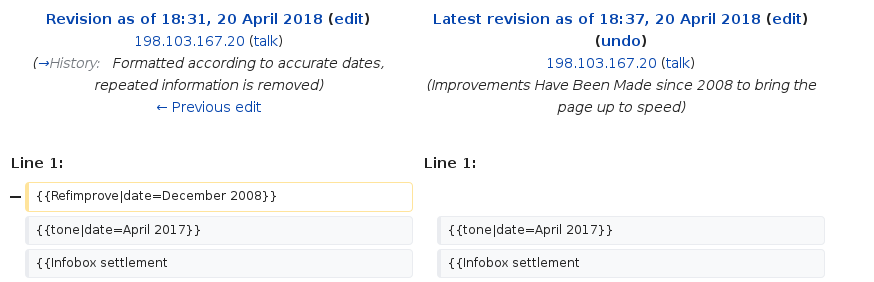 Revision as of 18:31, 20 April 2018 (edit)
198.103.167.20 (talk)
(→History: Formatted according to accurate dates,
repeated information is removed)
← Previous edit
Latest revision as of 18:37, 20 April 2018 (edit)
(undo)
198.103.167.20 (talk)
(Improvements Have Been Made since 2008 to bring the
page up to speed)
Line 1:
Line 1:
− {{Refimprove|date=December 2008}}
{{tone|date=April 2017}}
{{tone|date=April 2017}}
{{Infobox settlement
{{Infobox settlement